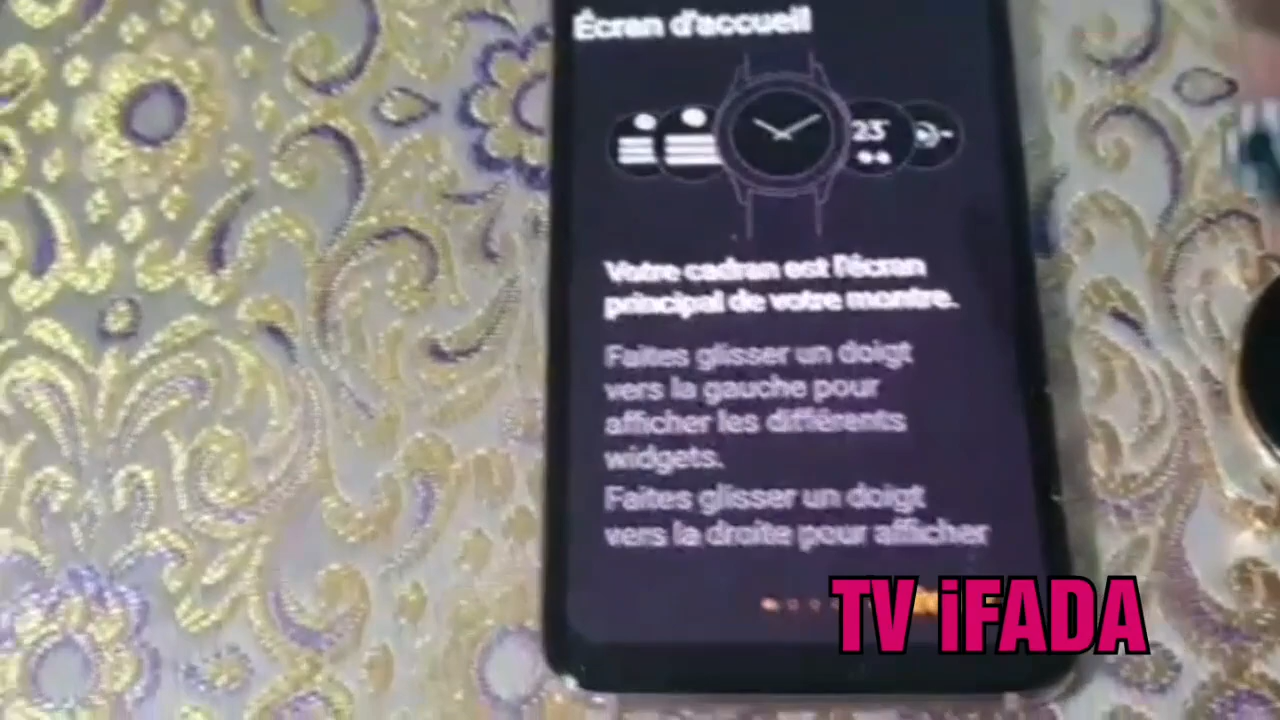 Écran d'accueil
23
Votre cadran est l'écran
principal de votre montre.
Faites glisser un doigt
vers la gauche pour
afficher les différents
widgets.
Faites glisser un doigt
vers la droite pour afficher
TV iFADA